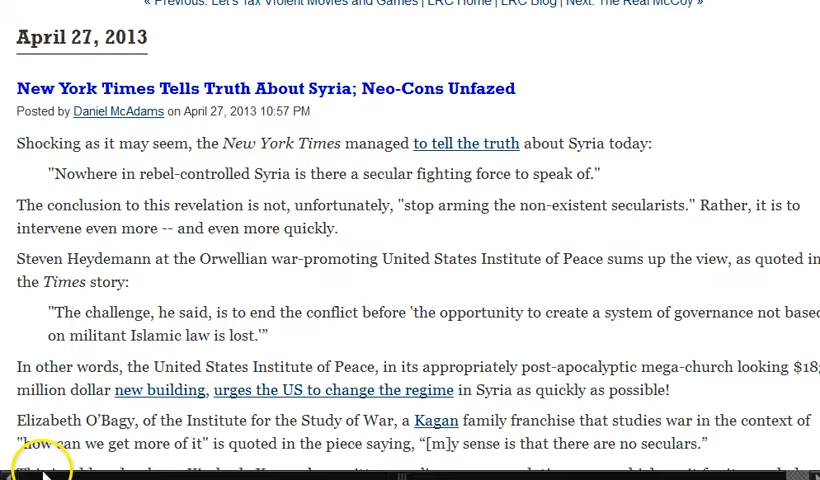 « Previous: Let's Tax Violent Movies and Games | LRC Home | LRC Blog | Next: The Real McCoy »
April 27, 2013
New York Times Tells Truth About Syria; Neo-Cons Unfazed
Posted by Daniel McAdams on April 27, 2013 10:57 PM
Shocking as it may seem, the New York Times managed to tell the truth about Syria today:
"Nowhere in rebel-controlled Syria is there a secular fighting force to speak of."
The conclusion to this revelation is not, unfortunately, "stop arming the non-existent secularists." Rather, it is to
intervene even more -- and even more quickly.
Steven Heydemann at the Orwellian war-promoting United States Institute of Peace sums up the view, as quoted in
the Times story:
"The challenge, he said, is to end the conflict before 'the opportunity to create a system of governance not based
on militant Islamic law is lost.'”
In other words, the United States Institute of Peace, in its appropriately post-apocalyptic mega-church looking
million dollar new building, urges the US to change the regime in Syria as quickly as possible!
Elizabeth O’Bagy, of the Institute for the Study of War, a Kagan family franchise that studies war in the context of
"how can we get more of it" is quoted in the piece saying, “[m]y sense is that there are no seculars.”